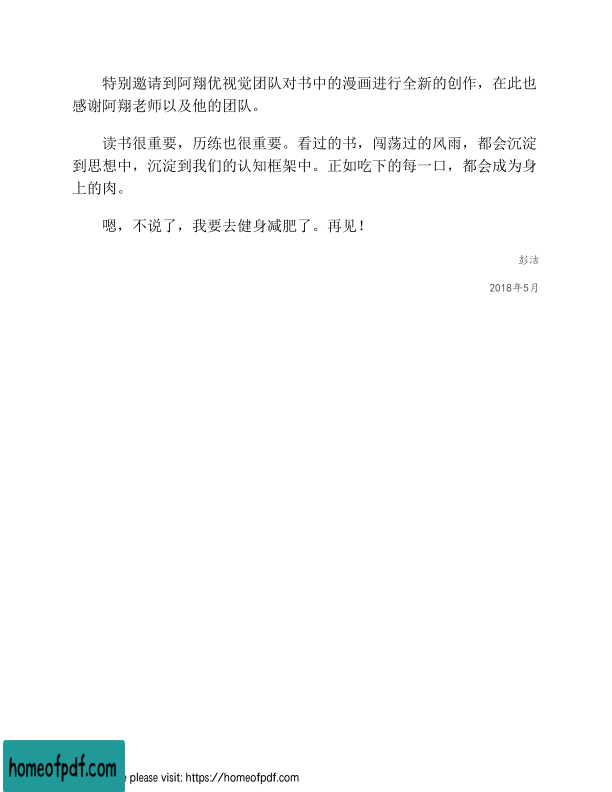 特别邀请到阿翔优视觉团队对书中的漫画进行全新的创作，在此也
感谢阿翔老师以及他的团队。
读书很重要，历练也很重要。看过的书，闯荡过的风雨，都会沉淀
到思想中，沉淀到我们的认知框架中。正如吃下的每一口，都会成为身
上的肉。
嗯，不说了，我要去健身减肥了。再见！
彭洁
2018年5月
homeofpdf.com
e please visit: https://homeofpdf.com